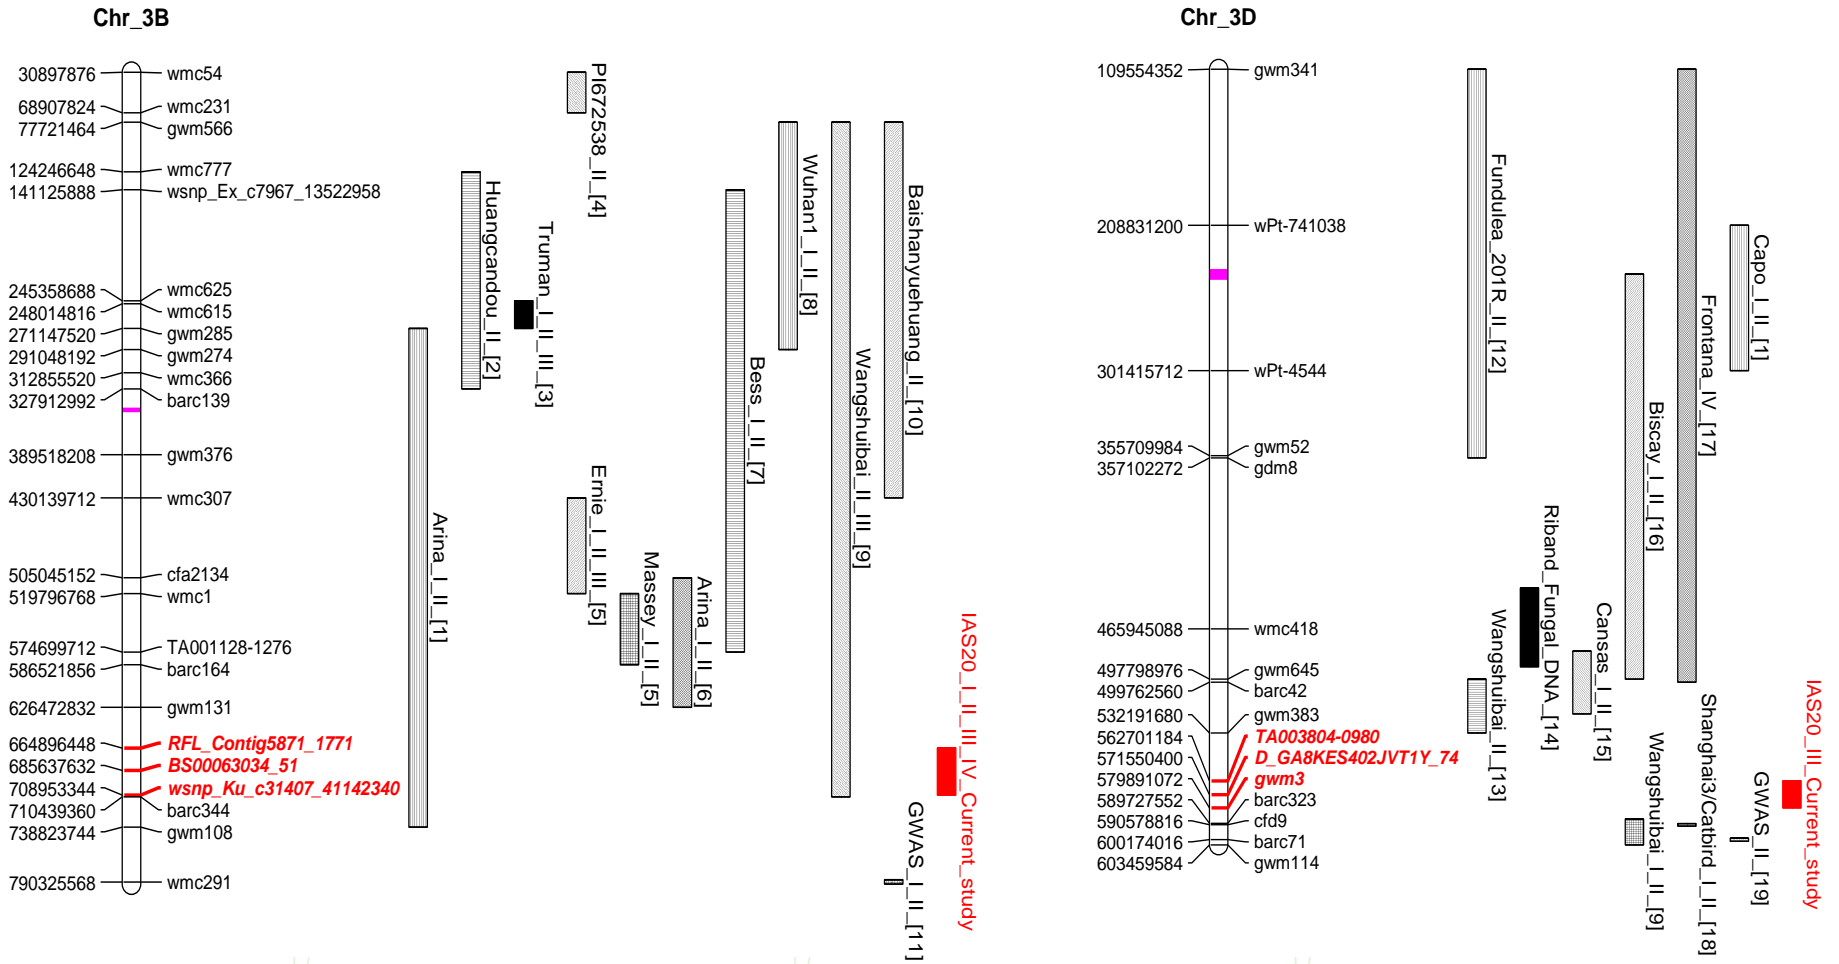 Chr_3B
30897876 wmc54
68907824 wmc231
77721464 gwm566
124246648 wmc777
141125888 wsnp_Ex_c7967_13522958
245358688 wmc625
248014816 wmc615
271147520 gwm285
291048192 gwm274
312855520 wmc366
327912992 barc139
389518208 gwm376
430139712 wmc307
505045152 cfa2134
519796768 wmc1
574699712 TA001128-1276
586521856 barc164
626472832 gwm131
664896448 RFL_Contig5871_1771
685637632 BS00063034_51
708953344 wsnp_Ku_c31407_41142340
710439360 barc344
738823744 gwm108
790325568 wmc291
Arina_I_II_[1]
Huangcandou_II_[2]
Truman_I_II_III_[3]
PI672538_II_[4]
Ernie_I_II_III_[5]
Massey_I_II_[5]
Arina_I_II_[6]
Bess_I_II_[7]
Wuhan1_I_II_[8]
Wangshuibai_II_III_[9]
Baishanyuehuang_II_[10]
GWAS_I_II_[11]
IAS20_I_II_III_IV_Current_study
Chr_3D
109554352 gwm341
208831200 wPt-741038
301415712 wPt-4544
355709984 gwm52
357102272 gdm8
465945088 wmc418
497798976 gwm645
499762560 barc42
532191680 gwm383
562701184 TA003804-0980
571550400 D_GA8KES402JVT1Y_74
579891072 gwm3
589727552 barc323
590578816 cfd9
600174016 barc71
603459584 gwm114
Fundulea_201R_II_[12]
Wangshuibai_II_[13]
Riband_Fungal_DNA_[14]
Cansas_I_II_[15]
Biscay_I_II_[16]
Wangshuibai_I_II_[9]
Frontana_IV_[17]
Shanghai3/Catbird_I_II_[18]
Capo_I_II_[1]
GWAS_II_[19]
IAS20_III_Current_study